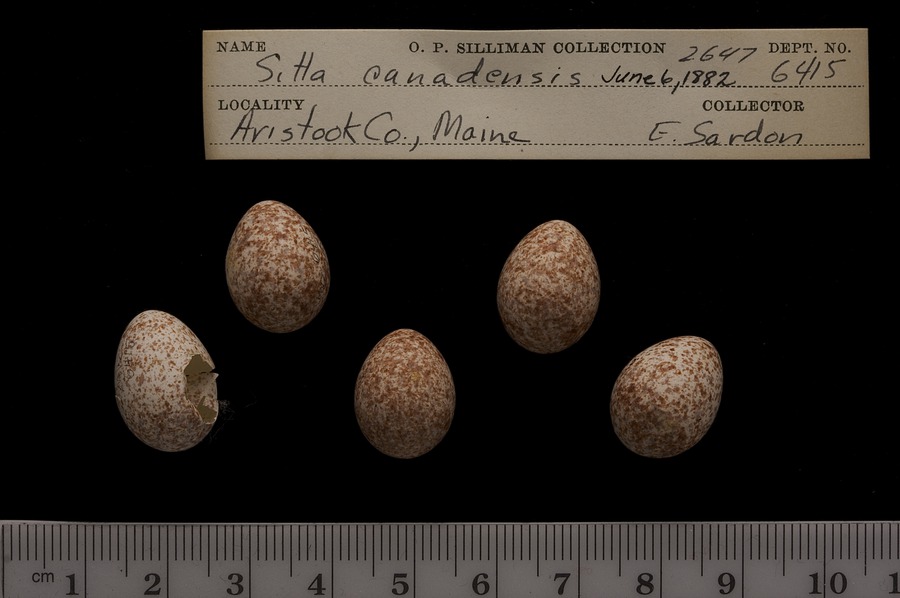 NAME O. P. SILLIMAN COLLECTION 2647 DEPT. NO.
Sitta canadensis June 6, 1882 6415
LOCALITY COLLECTOR
Aristook Co., Maine E. Sardon
cm 1 2 3 4 5 6 7 8 9 10 1